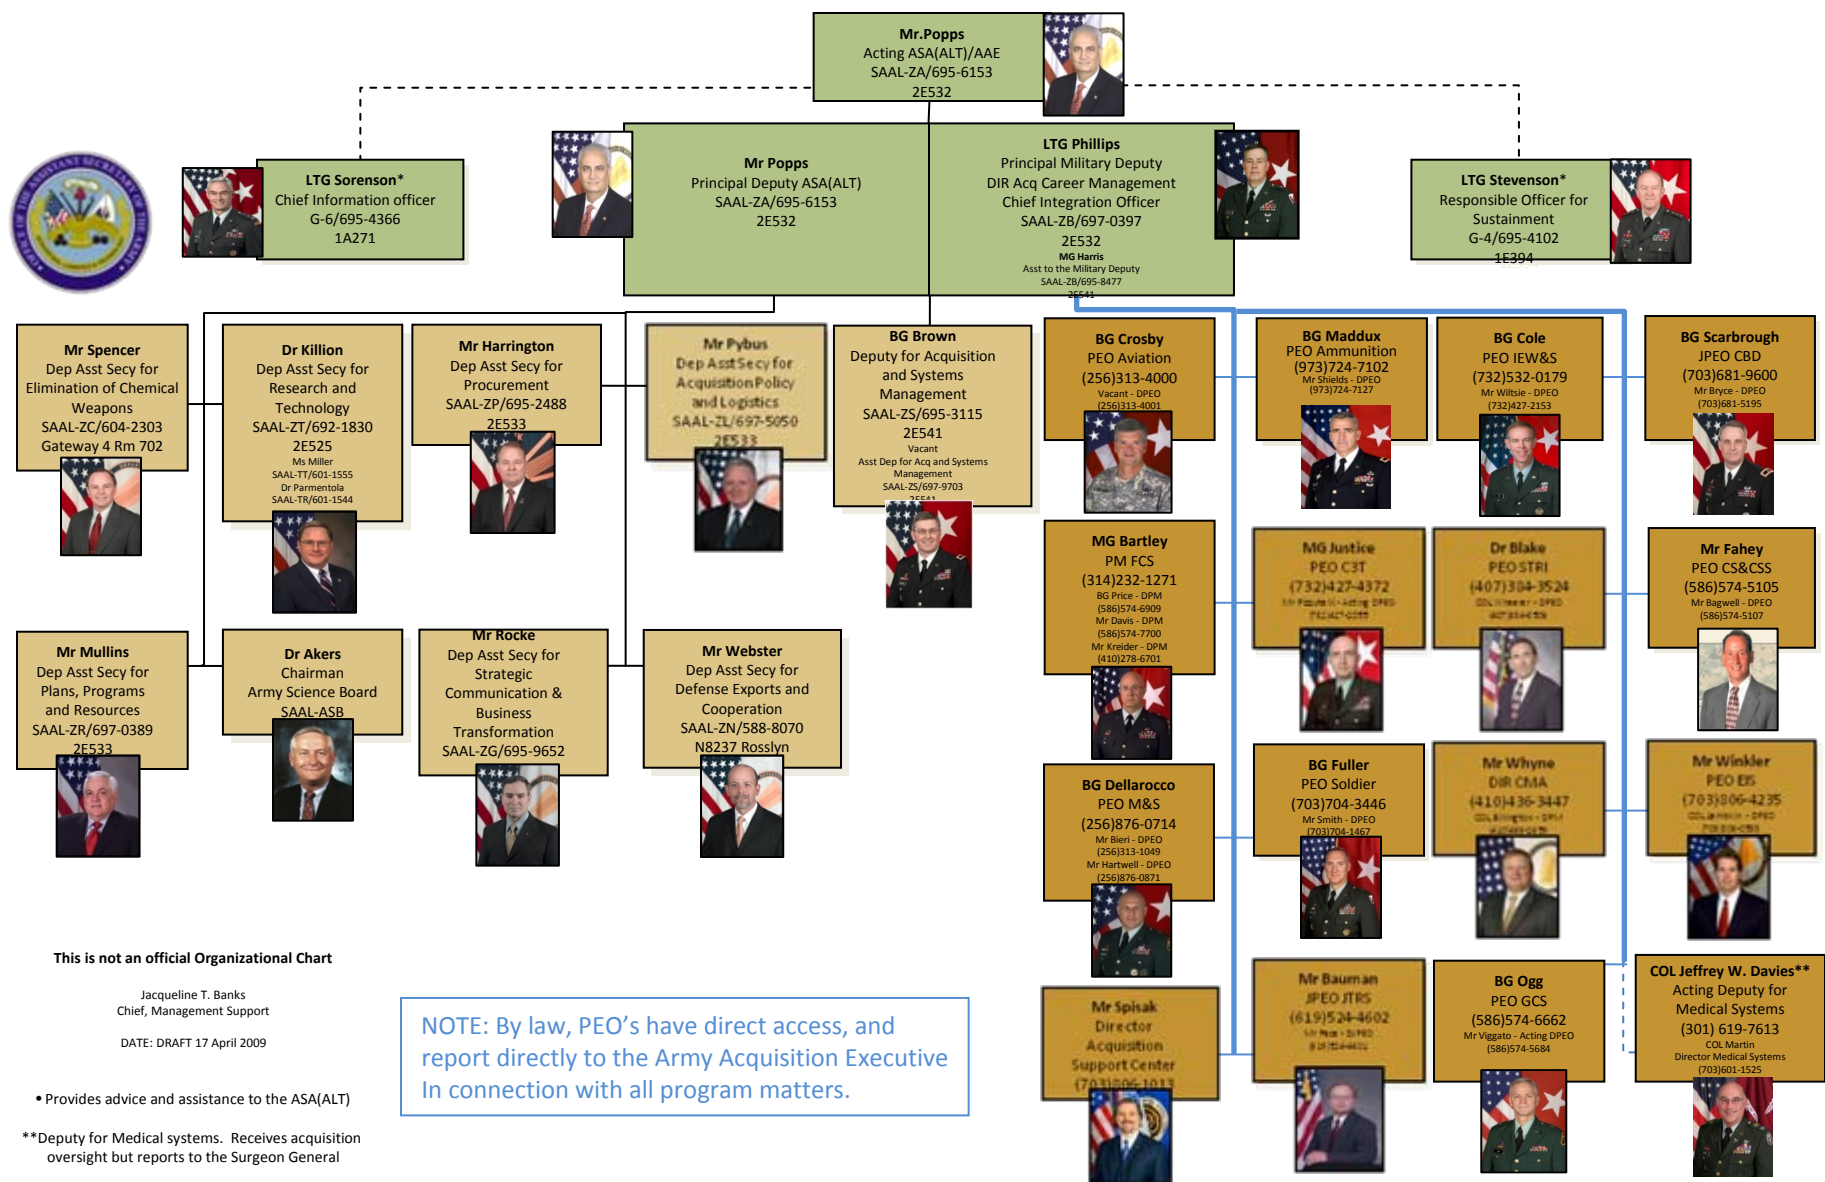 Mr.Popps
Acting ASA(ALT)/AAE
SAAL-ZA/695-6153
2E532
OFFICE OF THE ASSISTANT SECRETARY OF THE ARMY
LTG Sorenson*
Chief Information officer
G-6/695-4366
1A271
Mr Popps
Principal Deputy ASA(ALT)
SAAL-ZA/695-6153
2E532
LTG Phillips
Principal Military Deputy
DIR Acq Career Management
Chief Integration Officer
SAAL-ZB/697-0397
2E532
MG Harris
Asst to the Military Deputy
SAAL-ZB/695-8477
2E541
LTG Stevenson*
Responsible Officer for
Sustainment
G-4/695-4102
1E394
Mr Spencer
Dep Asst Secy for
Elimination of Chemical
Weapons
SAAL-ZC/604-2303
Gateway 4 Rm 702
Dr Killion
Dep Asst Secy for
Research and
Technology
SAAL-ZT/692-1830
2E525
Ms Miller
SAAL-TT/601-1555
Dr Parmentola
SAAL-TR/601-1544
Mr Harrington
Dep Asst Secy for
Procurement
SAAL-ZP/695-2488
2E533
Mr Pybus
Dep Asst Secy for
Acquisition Policy
and Logistics
SAAL-ZL/697-5050
2E533
BG Brown
Deputy for Acquisition
and Systems
Management
SAAL-ZS/695-3115
2E541
Vacant
Asst Dep for Acq and Systems
Management
SAAL-ZS/697-9703
2E541
BG Crosby
PEO Aviation
(256)313-4000
Vacant - DPEO
(256)313-4001
BG Maddux
PEO Ammunition
(973)724-7102
Mr Shields - DPEO
(973)724-7127
BG Cole
PEO IEW&S
(732)532-0179
Mr Wiltsie - DPEO
(732)427-2153
BG Scarbrough
JPEO CBD
(703)681-9600
Mr Bryce - DPEO
(703)681-5195
MG Bartley
PM FCS
(314)232-1271
BG Price - DPM
(586)574-6909
Mr Davis - DPM
(586)574-7700
Mr Kreider - DPM
(410)278-6701
MG Justice
PEO C3T
(732)427-4372
Dr Blake
PEO STRI
(407)384-3524
Mr Fahey
PEO CS&CSS
(586)574-5105
Mr Bagwell - DPEO
(586)574-5107
Mr Mullins
Dep Asst Secy for
Plans, Programs
and Resources
SAAL-ZR/697-0389
2E533
Dr Akers
Chairman
Army Science Board
SAAL-ASB
Mr Rocke
Dep Asst Secy for
Strategic
Communication &
Business
Transformation
SAAL-ZG/695-9652
Mr Webster
Dep Asst Secy for
Defense Exports and
Cooperation
SAAL-ZN/588-8070
N8237 Rosslyn
BG Dellarocco
PEO M&S
(256)876-0714
Mr Bieri - DPEO
(256)313-1049
Mr Hartwell - DPEO
(256)876-0871
BG Fuller
PEO Soldier
(703)704-3446
Mr Smith - DPEO
(703)704-1467
Mr Whyne
DIR CMA
(410)436-3447
Mr Winkler
PEO EIS
(703)806-4235
Mr Spisak
Director
Acquisition
Support Center
(703)806-1013
Mr Bauman
JPEO JTRS
(619)524-4602
BG Ogg
PEO GCS
(586)574-6662
Mr Viggato - Acting DPEO
(586)574-5684
COL Jeffrey W. Davies**
Acting Deputy for
Medical Systems
(301) 619-7613
COL Martin
Director Medical Systems
(703)601-1525
This is not an official Organizational Chart
Jacqueline T. Banks
Chief, Management Support
DATE: DRAFT 17 April 2009
• Provides advice and assistance to the ASA(ALT)
**Deputy for Medical systems. Receives acquisition
oversight but reports to the Surgeon General
NOTE: By law, PEO's have direct access, and
report directly to the Army Acquisition Executive
In connection with all program matters.